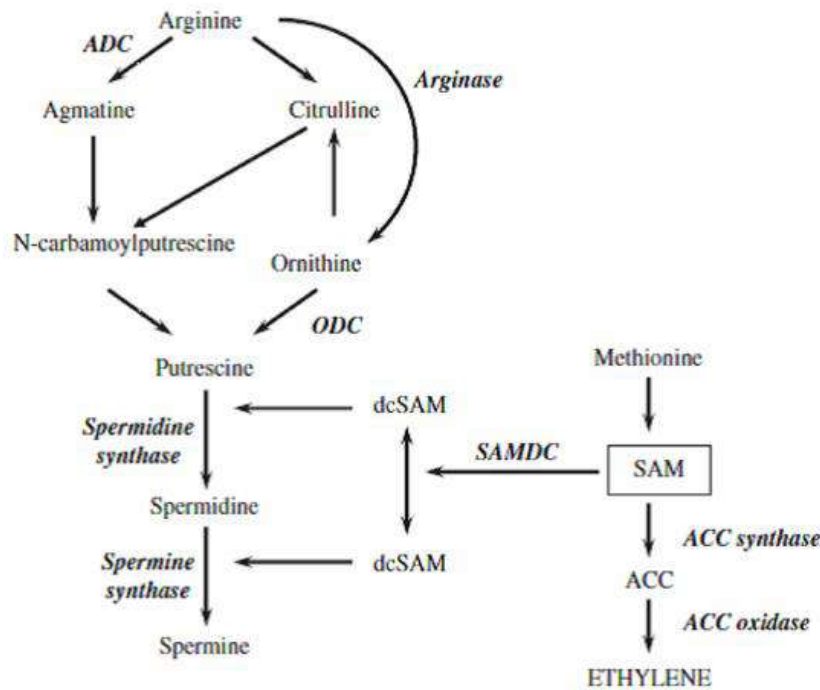 Arginine
ADC
Arginase
Agmatine
Citrulline
N-carbamoylputrescine
Ornithine
ODC
Putrescine
Methionine
dcSAM
Spermidine
synthase
SAMDC
SAM
Spermidine
ACC synthase
Spermine
synthase
dcSAM
ACC
ACC oxidase
Spermine
ETHYLENE